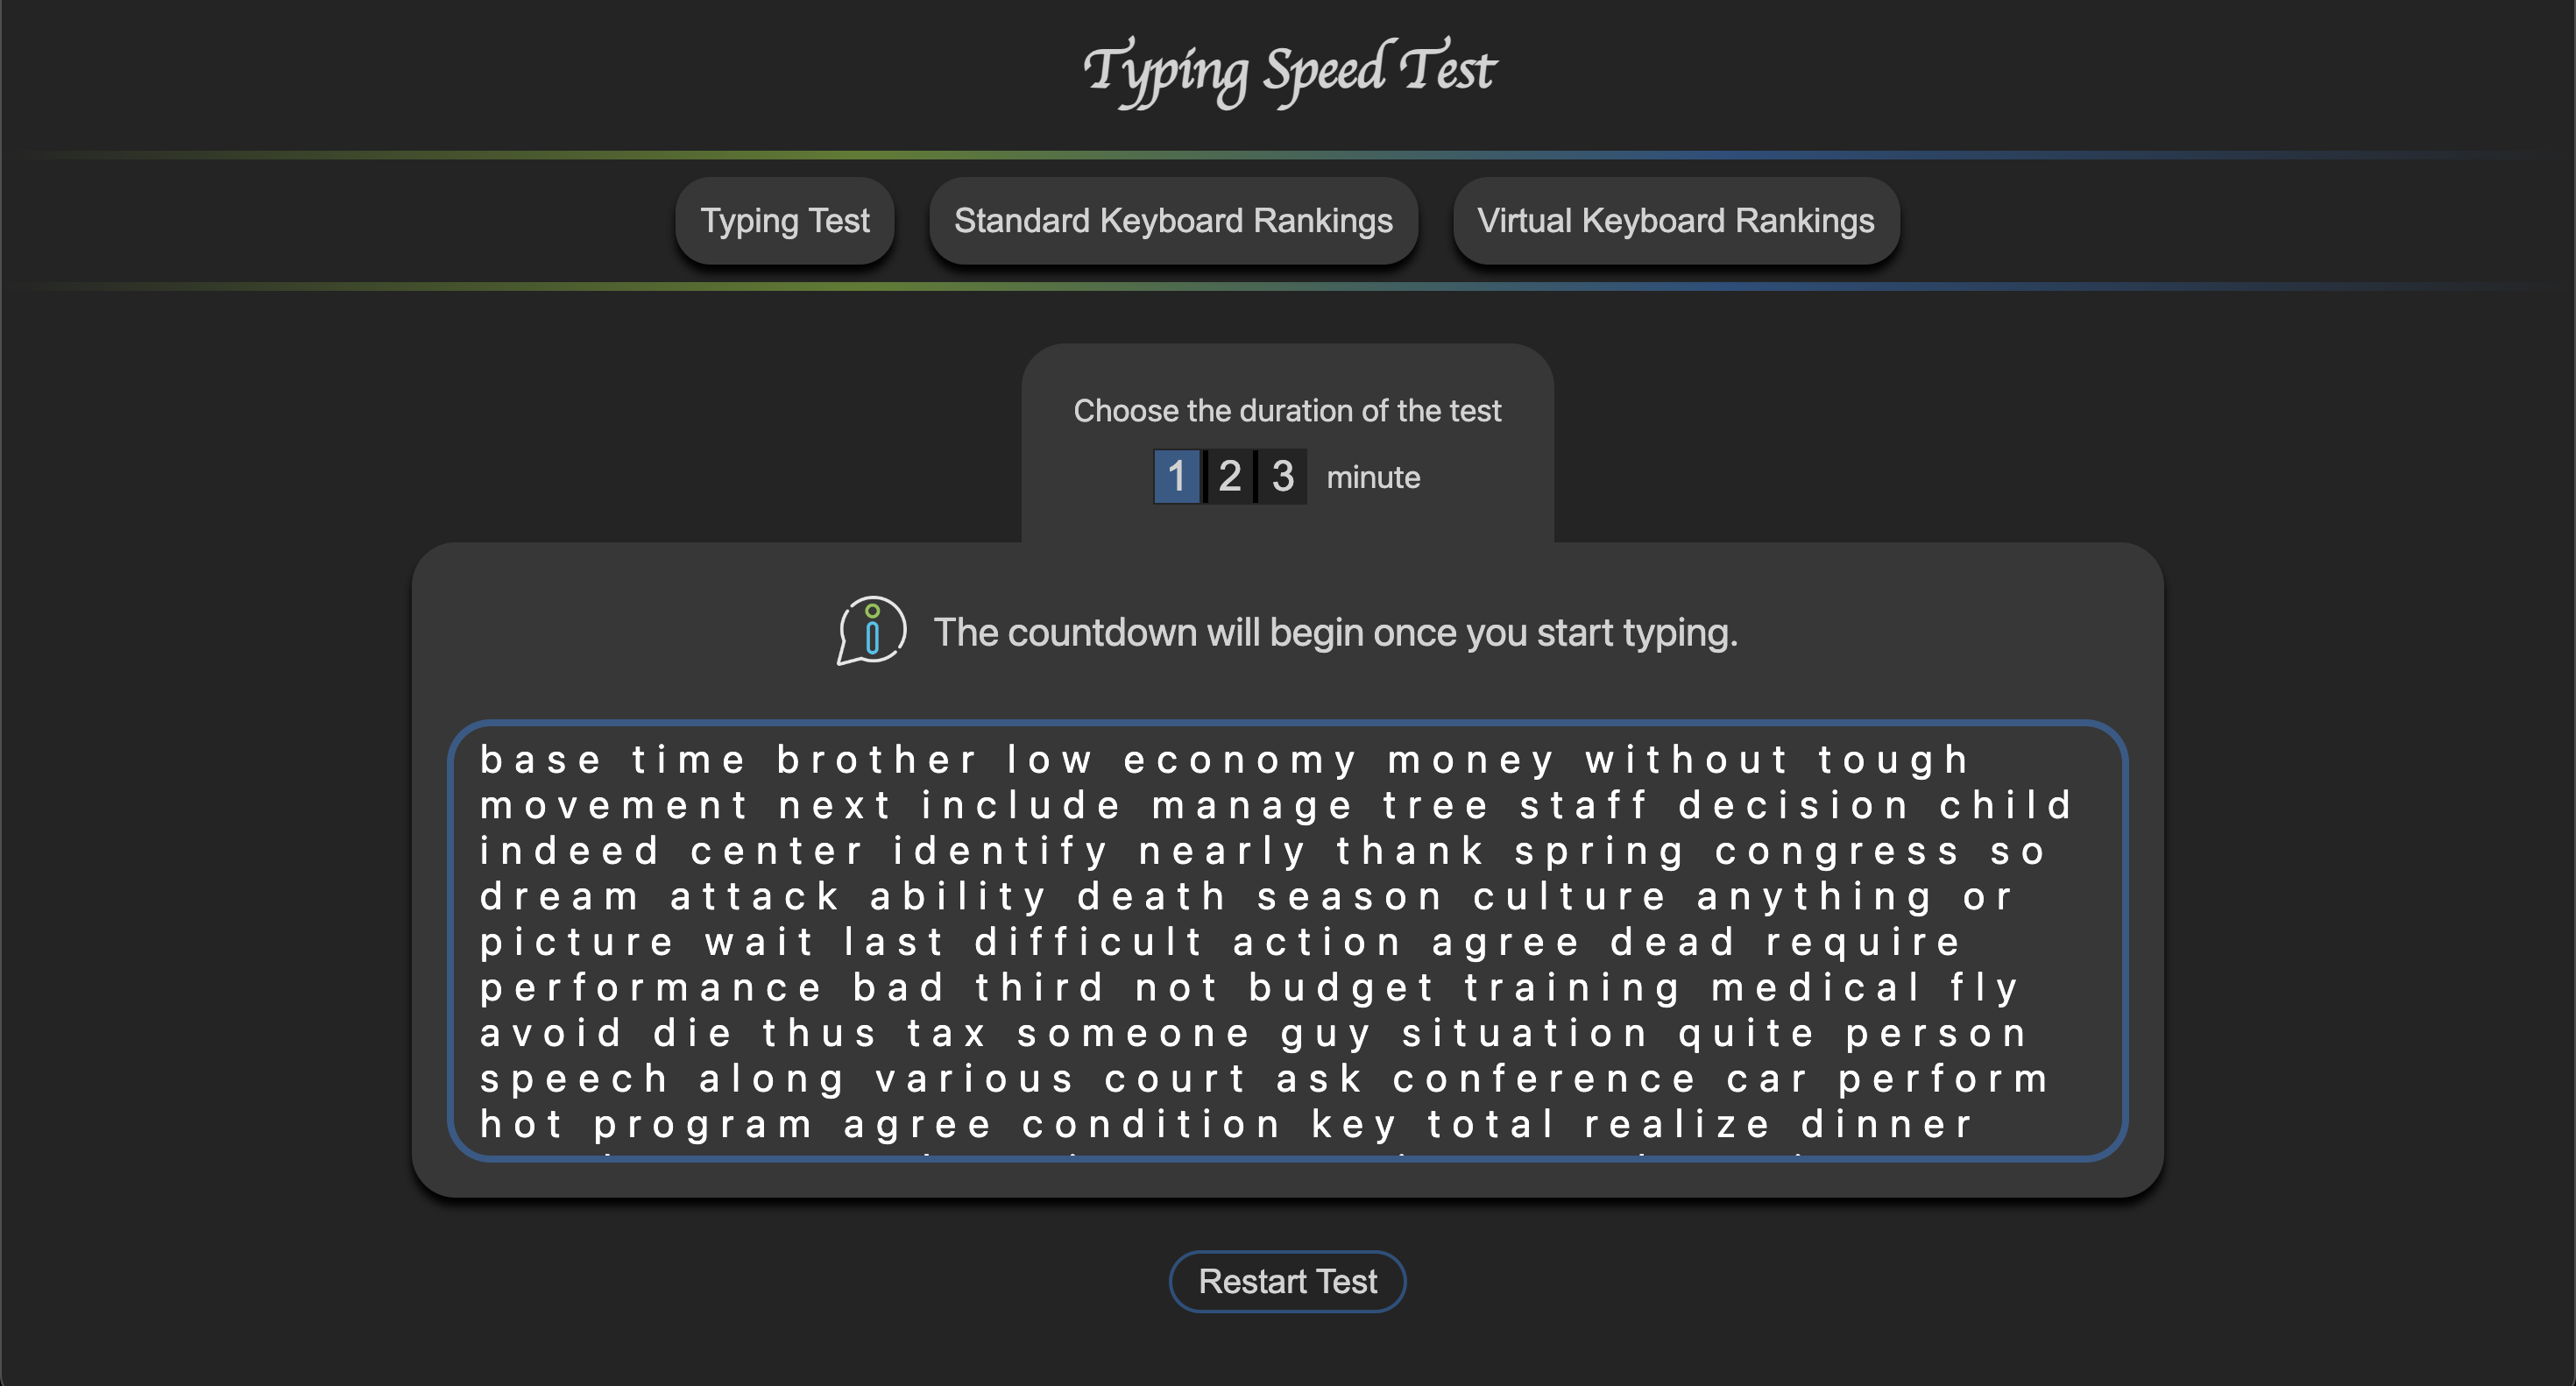 Typing Speed Test
Typing Test Standard Keyboard Rankings Virtual Keyboard Rankings
Choose the duration of the test
1 2 3 minute
The countdown will begin once you start typing.
base time brother low economy money without tough
movement next include manage tree staff decision child
indeed center identify nearly thank spring congress so
dream attack ability death season culture anything or
picture wait last difficult action agree dead require
performance bad third not budget training medical fly
avoid die thus tax someone guy situation quite person
speech along various court ask conference car perform
hot program agree condition key total realize dinner
Restart Test